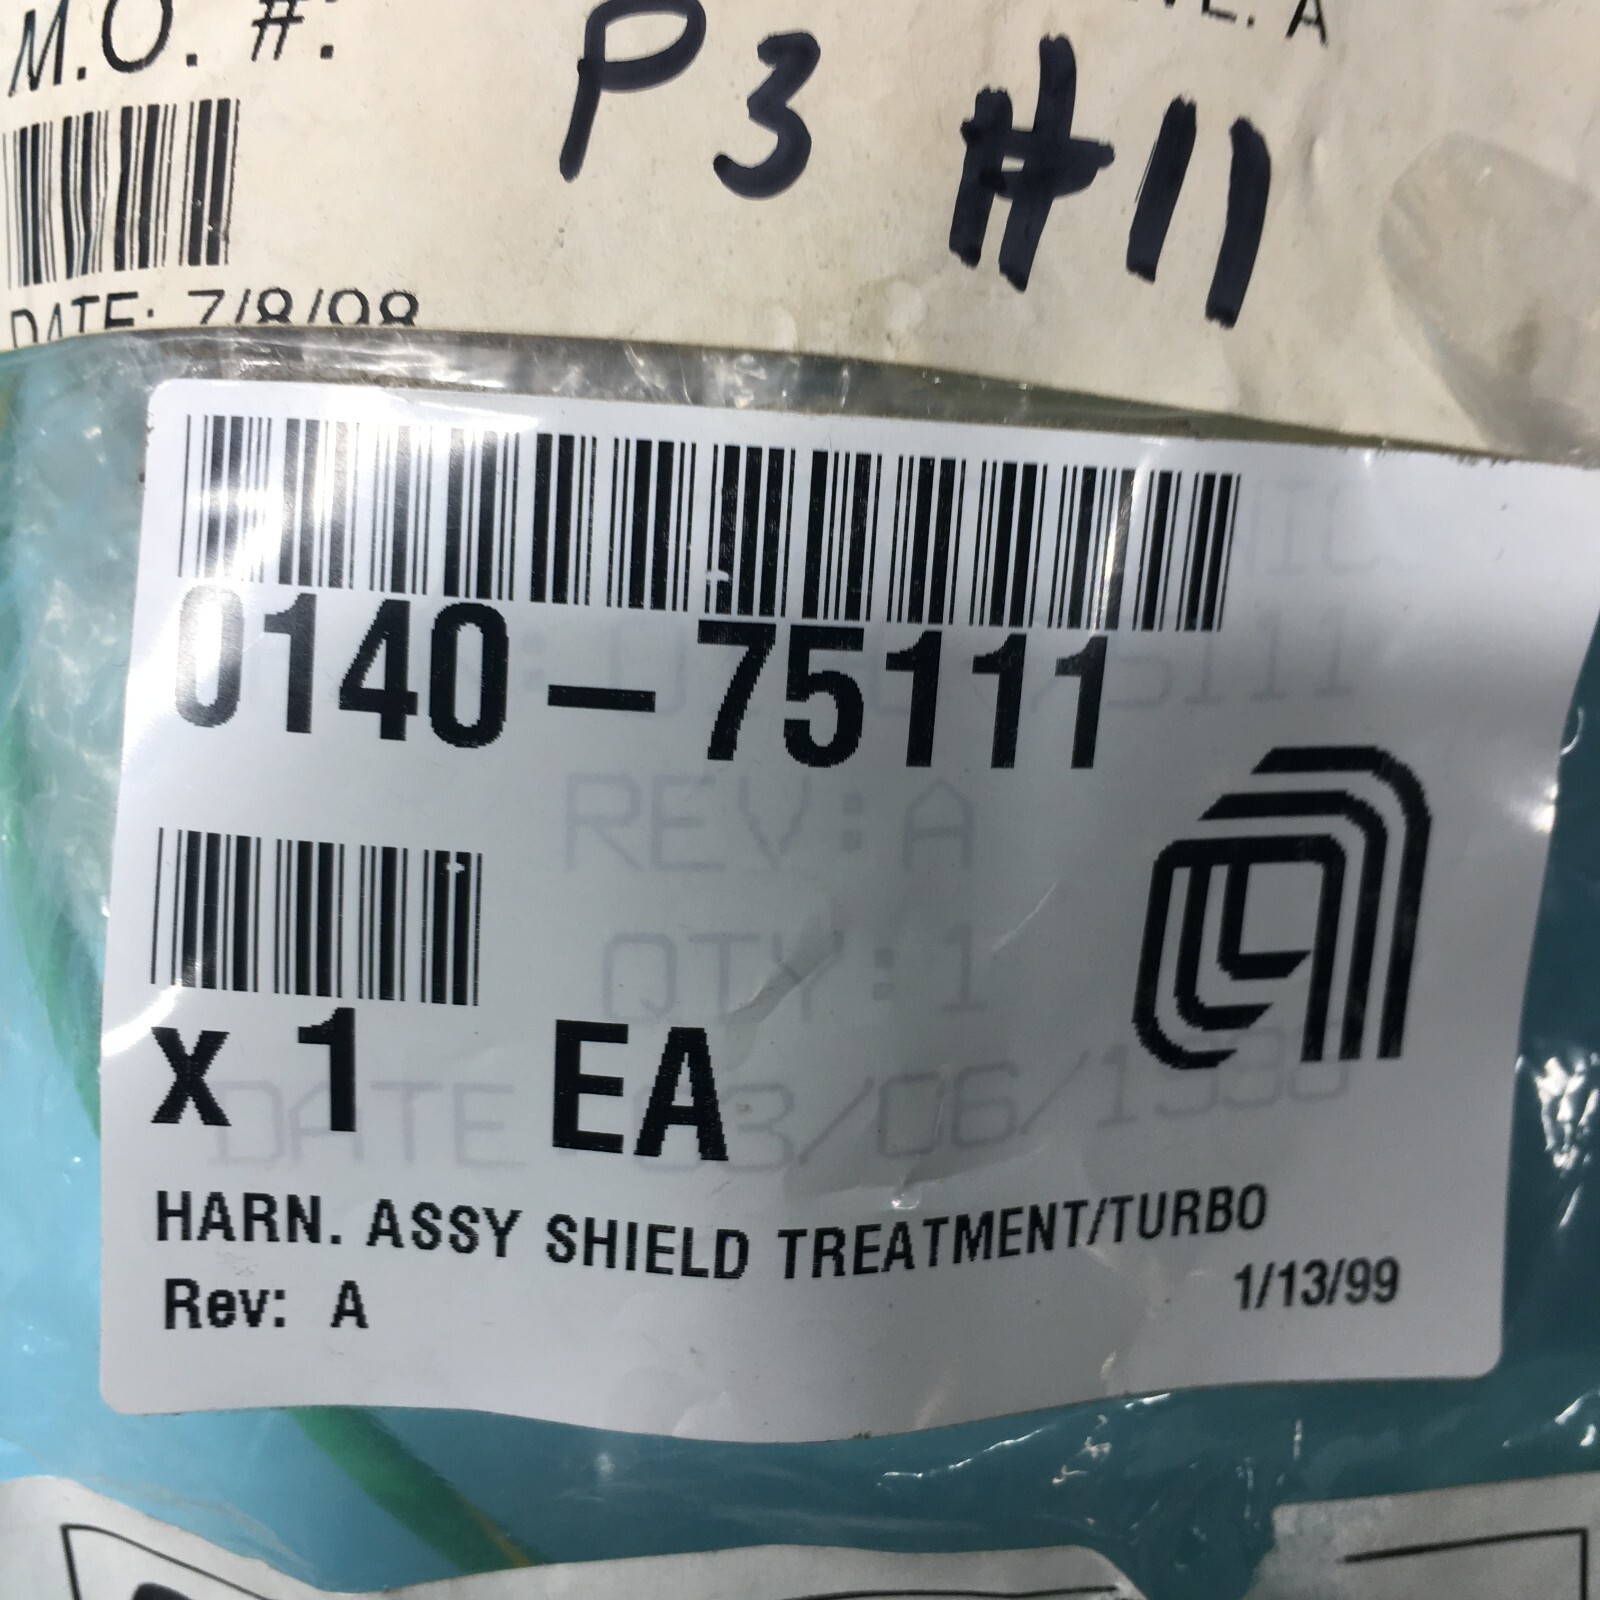 M.O. #:
P3 #11
DATE: 7/8/98
0140-75111
REV:A
QTY:1
x 1 EA
DATE
HARN. ASSY SHIELD TREATMENT/TURBO
Rev: A
1/13/99